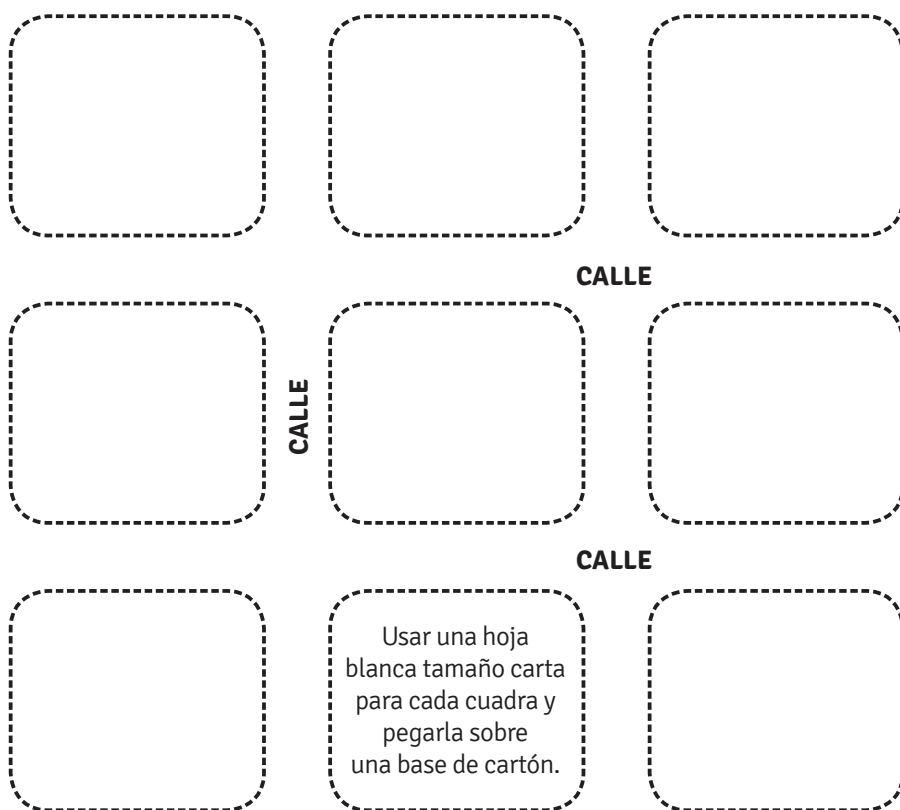 CALLE
CALLE
CALLE
Usar una hoja
blanca tamaño carta
para cada cuadra y
pegarla sobre
una base de cartón.